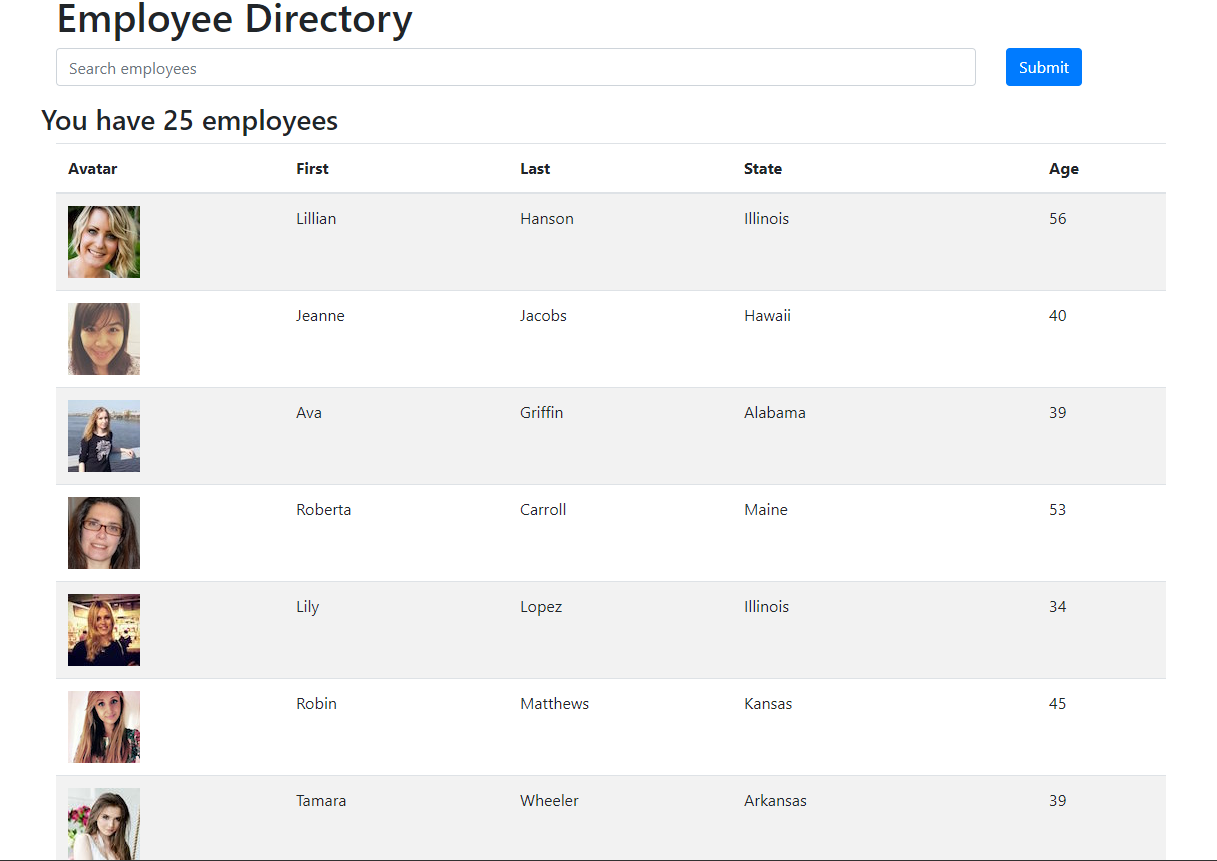 Employee Directory
Search employees Submit
You have 25 employees
Avatar First Last State Age
Lillian Hanson Illinois 56
Jeanne Jacobs Hawaii 40
Ava Griffin Alabama 39
Roberta Carroll Maine 53
Lily Lopez Illinois 34
Robin Matthews Kansas 45
Tamara Wheeler Arkansas 39